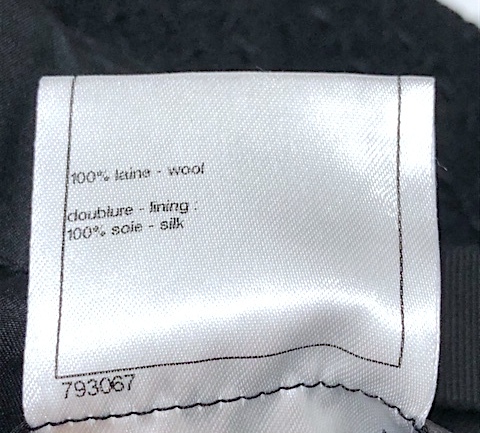 100% laine - wool
doublure - lining :
100% soie - silk
793067